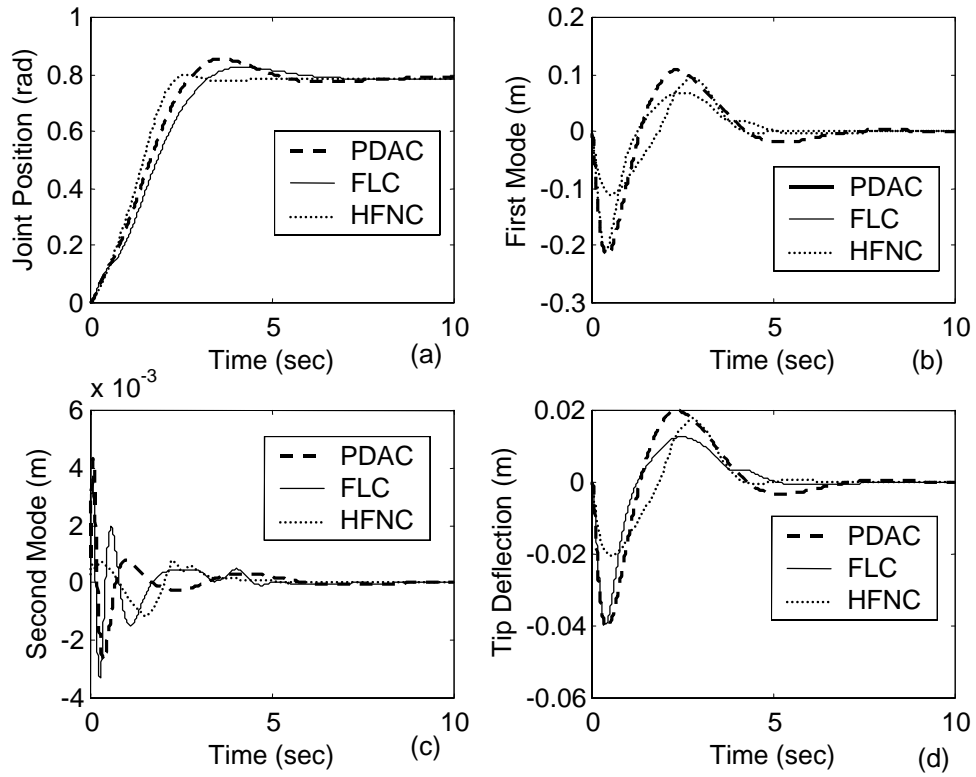 1
0.8
0.6
0.4
0.2
0
Joint Position (rad)
PDAC
FLC
HFNC
0
5
10
Time (sec)
(a)
0.2
0.1
0
-0.1
-0.2
-0.3
First Mode (m)
PDAC
FLC
HFNC
0
5
10
Time (sec)
(b)
x 10-3
6
4
2
0
-2
-4
Second Mode (m)
PDAC
FLC
HFNC
0
5
10
Time (sec)
(c)
0.02
0
-0.02
-0.04
-0.06
Tip Deflection (m)
PDAC
FLC
HFNC
0
5
10
Time (sec)
(d)